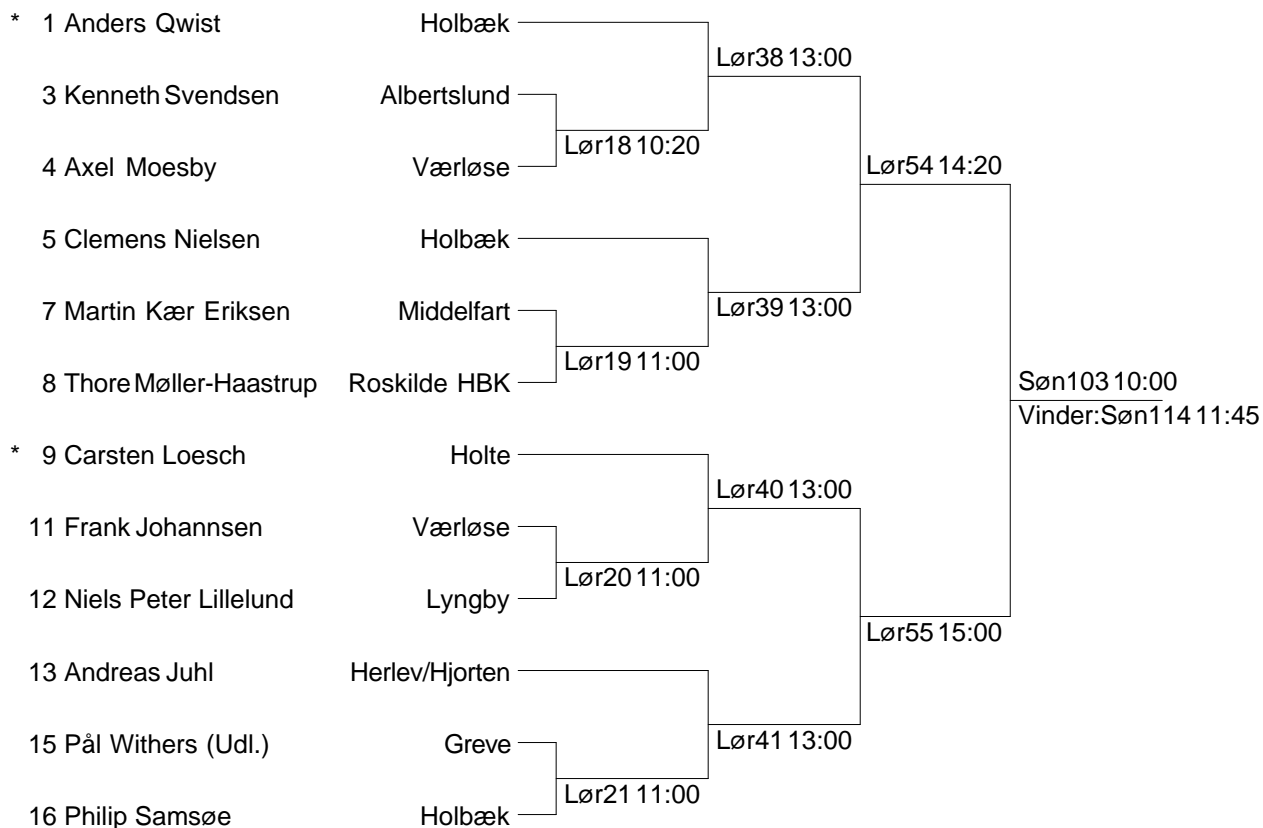 * 1 Anders Qwist Holbæk
Lør38 13:00
3 Kenneth Svendsen Albertslund
Lør18 10:20
4 Axel Moesby Værløse
Lør54 14:20
5 Clemens Nielsen Holbæk
7 Martin Kær Eriksen Middelfart
Lør39 13:00
Lør19 11:00
8 Thore Møller-Haastrup Roskilde HBK
Søn103 10:00
Vinder:Søn114 11:45
* 9 Carsten Loesch Holte
Lør40 13:00
11 Frank Johannsen Værløse
Lør20 11:00
12 Niels Peter Lillelund Lyngby
Lør55 15:00
13 Andreas Juhl Herlev/Hjorten
15 Pål Withers (Udl.) Greve
Lør41 13:00
Lør21 11:00
16 Philip Samsøe Holbæk